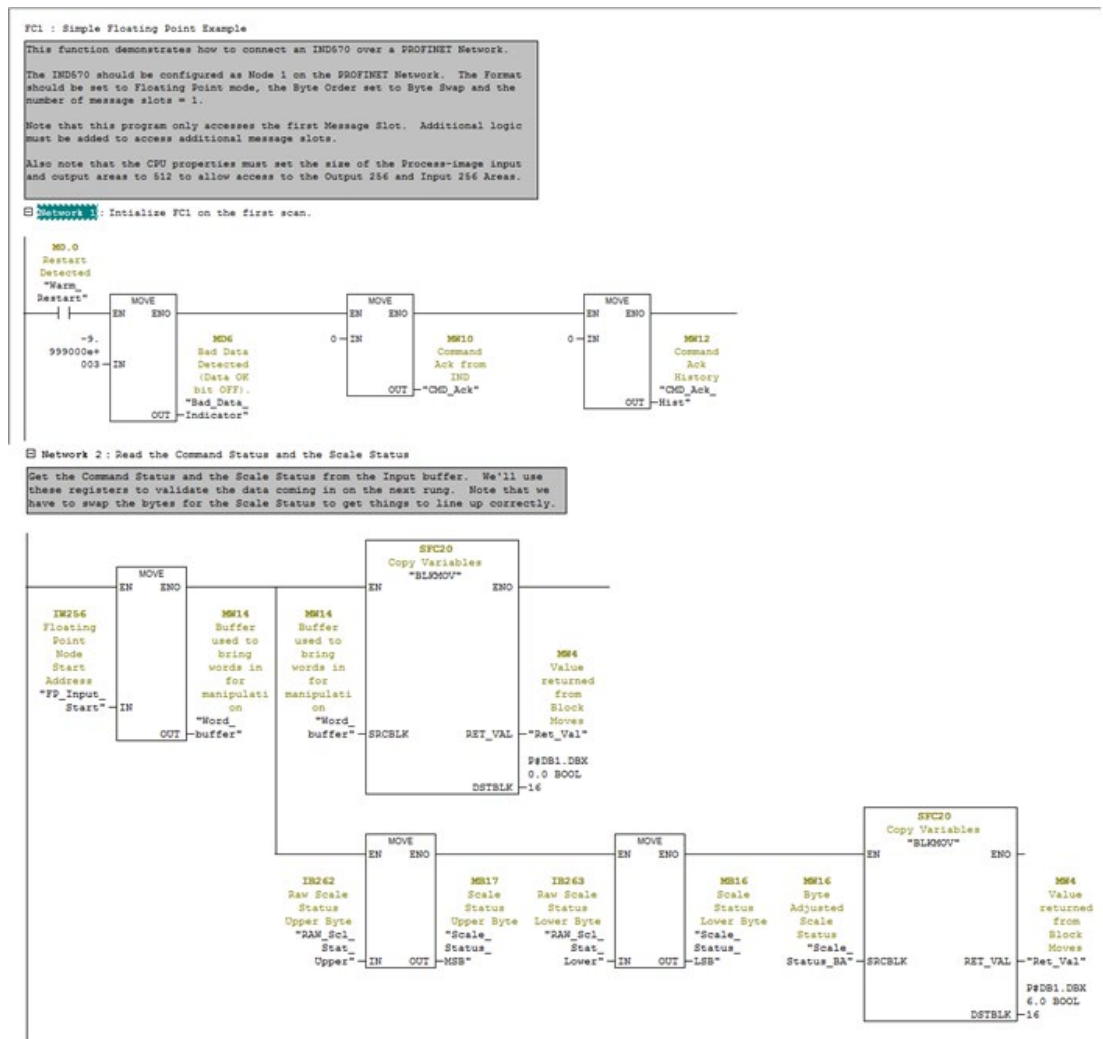 FC1 : Simple Floating Point Example
This function demonstrates how to connect an IND570 over a PROFINET Network.
The IND570 should be configured as Node 1 on the PROFINET Network. The Format
should be set to Floating Point mode, the Byte Order set to Byte Swap and the
number of message slots = 1.
Note that this program only accesses the first Message Slot. Additional logic
must be added to access additional message slots.
Also note that the CPU properties must set the size of the Process-image input
and output areas to 512 to allow access to the Output 256 and Input 256 Areas.
Network 1: Intialize FC1 on the first scan.
M0.0
Restart
Detected
"Warm_
Restart"
MOVE
EN ENO
-9.
999000e+
003 IN
OUT
MD6
Bad Data
Detected
(Data OK
bit OFF).
"Bad_Data_
Indicator"
MOVE
EN ENO
0 IN
OUT
MW10
Command
Ack from
IND
"CMD_Ack"
MOVE
EN ENO
0 IN
OUT
MW12
Command
Ack
History
"CMD_Ack_
Hist"
Network 2 : Read the Command Status and the Scale Status
Get the Command Status and the Scale Status from the Input buffer. We'll use
these registers to validate the data coming in on the next rung. Note that we
have to swap the bytes for the Scale Status to get things to line up correctly.
MOVE
EN ENO
IW256
Floating
Point
Node
Start
Address
"FP_Input_
Start" IN
OUT
MW14
Buffer
used to
bring
words in
for
manipulati
on
"Word_
buffer"
SFC20
Copy Variables
"BLKMOV"
EN ENO
MW14
Buffer
used to
bring
words in
for
manipulati
on
"Word_
buffer" SRCBLK
RET_VAL
MW4
Value
returned
from
Block
Moves
"Ret_Val"
P#DB1.DBX
0.0 BOOL
DSTBLK 16
MOVE
EN ENO
IB262
Raw Scale
Status
Upper Byte
"RAW_Scl_
Stat_
Upper" IN
OUT
MB17
Scale
Status
Upper Byte
"Scale_
Status_
MSB"
MOVE
EN ENO
IB263
Raw Scale
Status
Lower Byte
"RAW_Scl_
Stat_
Lower" IN
OUT
MB16
Scale
Status
Lower Byte
"Scale_
Status_
LSB"
SFC20
Copy Variables
"BLKMOV"
EN ENO
MW16
Byte
Adjusted
Scale
Status
"Scale_
Status_BA" SRCBLK
RET_VAL
MW4
Value
returned
from
Block
Moves
"Ret_Val"
P#DB1.DBX
6.0 BOOL
DSTBLK 16